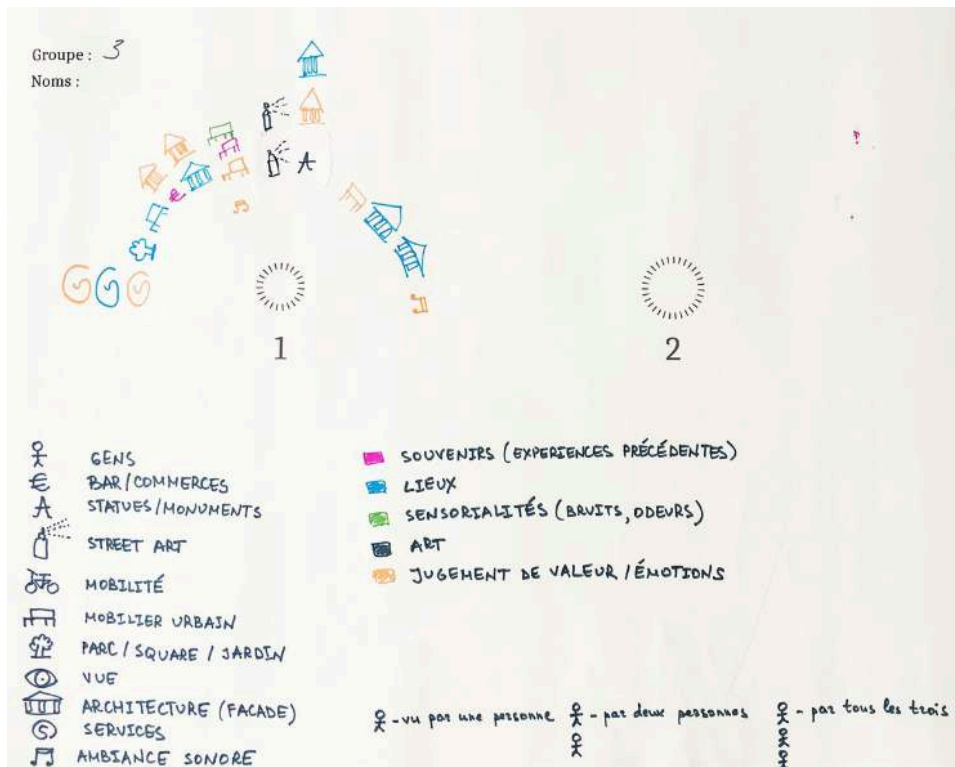 Groupe : 3
Noms :
1
2
GENS
BAR/COMMERCES
STATUES/MONUMENTS
STREET ART
MOBILITÉ
MOBILIER URBAIN
PARC/SQUARE/JARDIN
VUE
ARCHITECTURE (FACADE)
SERVICES
AMBIANCE SONORE
SOUVENIRS (EXPERIENCES PRÉCÉDENTES)
LIEUX
SENSORIALITÉS (BRUITS, ODEURS)
ART
JUGEMENT DE VALEUR/ÉMOTIONS
- vu par une personne
- par deux personnes
- par tous les trois